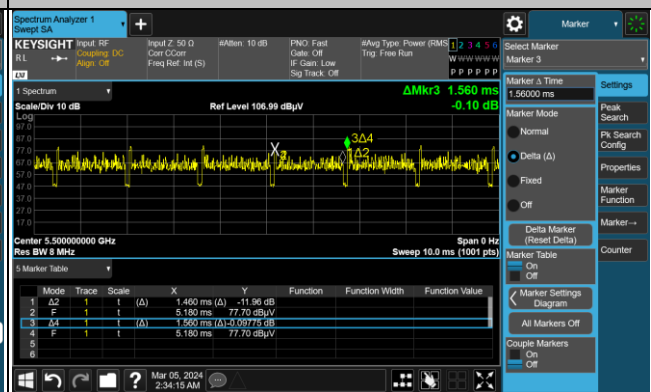 Spectrum Analyzer 1
Swept SA
Marker
KEYSIGHT
RL
Input: RF
Coupling: DC
Align: Off
Input Z: 50 Ω
Corr CCorr
Freq Ref: Int (S)
#Atten: 10 dB
PNO: Fast
Gate: Off
IF Gain: Low
Sig Track: Off
#Avg Type: Power (RMS
Trig: Free Run
1 2 3 4 5 6
W W W W W W
P P P P P P
LXI
1 Spectrum
Scale/Div 10 dB
Ref Level 106.99 dBµV
ΔMkr3 1.560 ms
-0.10 dB
Log
97.0
87.0
77.0
67.0
57.0
47.0
37.0
27.0
17.0
X
3Δ4
1Δ2
Center 5.500000000 GHz
Res BW 8 MHz
Span 0 Hz
Sweep 10.0 ms (1001 pts)
5 Marker Table
Mode Trace Scale X Y Function Function Width Function Value
1 Δ2 1 t (Δ) 1.460 ms (Δ) -11.96 dB
2 F 1 t 5.180 ms 77.70 dBµV
3 Δ4 1 t (Δ) 1.560 ms (Δ) -0.09775 dB
4 F 1 t 5.180 ms 77.70 dBµV
5
6
Mar 05, 2024
2:34:15 AM
Select Marker
Marker 3
Marker Δ Time
1.56000 ms
Marker Mode
Normal
Delta (Δ)
Fixed
Off
Delta Marker
(Reset Delta)
Marker Table
On
Off
Marker Settings
Diagram
All Markers Off
Couple Markers
On
Off
Settings
Peak
Search
Pk Search
Config
Properties
Marker
Function
Marker→
Counter